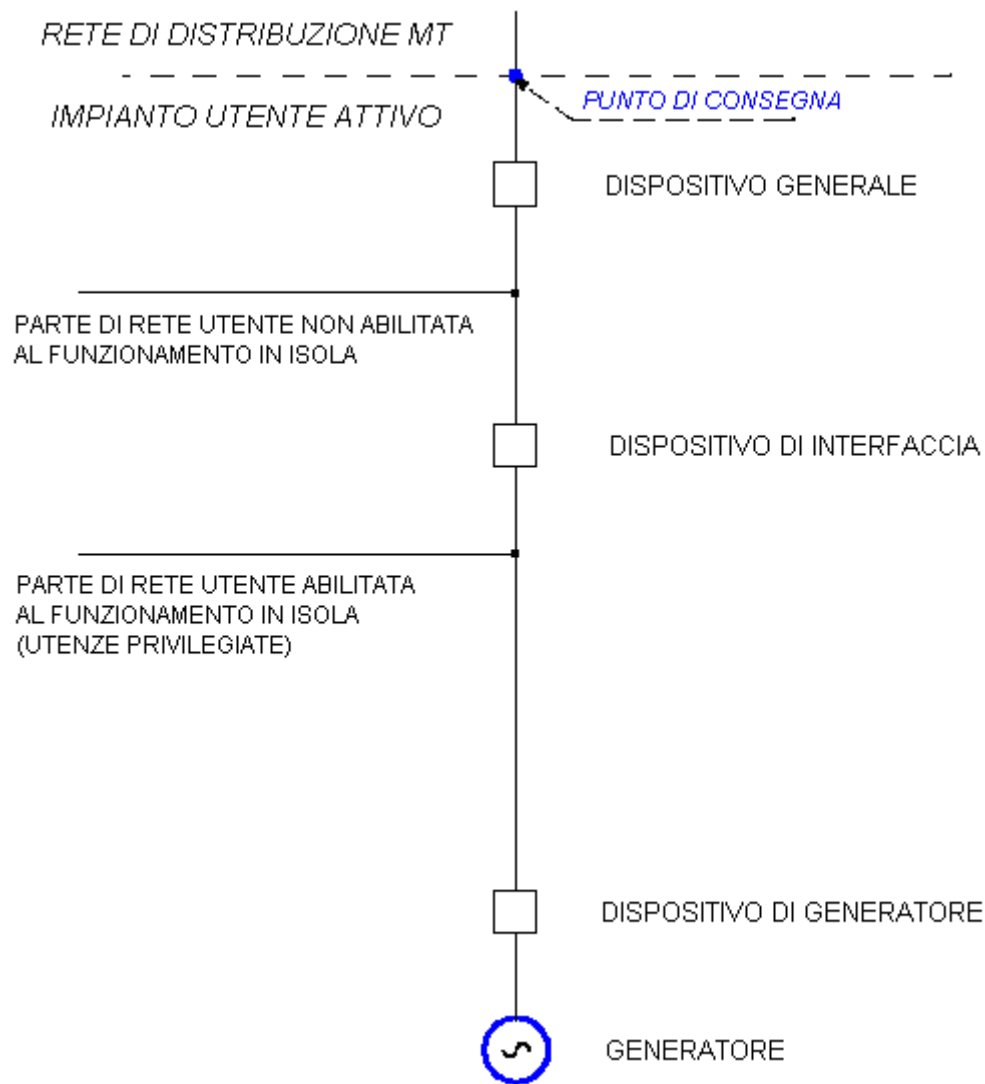 RETE DI DISTRIBUZIONE MT
PUNTO DI CONSEGNA
IMPIANTO UTENTE ATTIVO
DISPOSITIVO GENERALE
PARTE DI RETE UTENTE NON ABILITATA
AL FUNZIONAMENTO IN ISOLA
DISPOSITIVO DI INTERFACCIA
PARTE DI RETE UTENTE ABILITATA
AL FUNZIONAMENTO IN ISOLA
(UTENZE PRIVILEGIATE)
DISPOSITIVO DI GENERATORE
GENERATORE